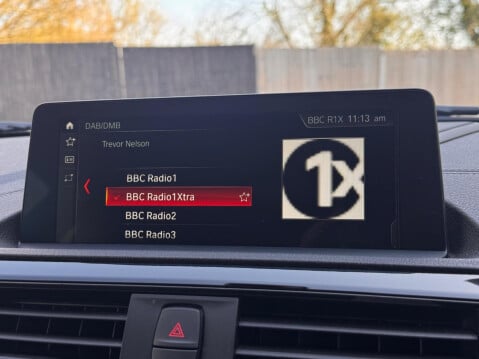 DAB/DMB
BBC R1X 11:13 am
Trevor Nelson
BBC Radio1
BBC Radio1Xtra
BBC Radio2
BBC Radio3
1X